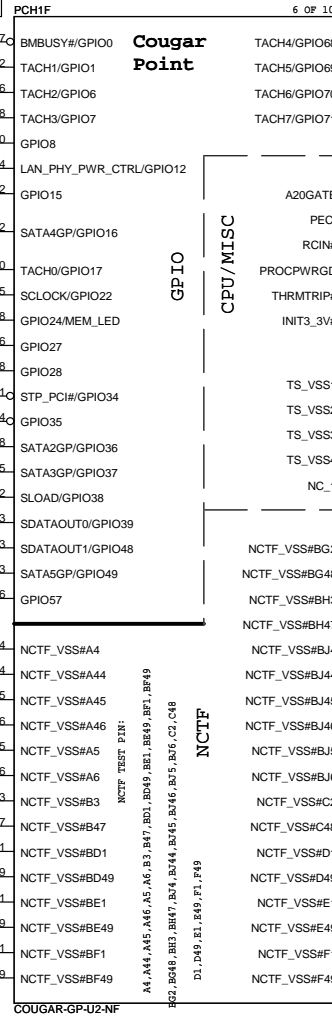 PCH1F
6 OF 10
Cougar
Point
BMBUSY#/GPIO0
TACH1/GPIO1
TACH2/GPIO6
TACH3/GPIO7
GPIO8
LAN_PHY_PWR_CTRL/GPIO12
GPIO15
SATA4GP/GPIO16
TACH0/GPIO17
SCLOCK/GPIO22
GPIO24/MEM_LED
GPIO27
GPIO28
STP_PCI#/GPIO34
GPIO35
SATA2GP/GPIO36
SATA3GP/GPIO37
SLOAD/GPIO38
SDATAOUT0/GPIO39
SDATAOUT1/GPIO48
SATA5GP/GPIO49
GPIO57
NCTF_VSS#A4
NCTF_VSS#A44
NCTF_VSS#A45
NCTF_VSS#A46
NCTF_VSS#A5
NCTF_VSS#A6
NCTF_VSS#B3
NCTF_VSS#B47
NCTF_VSS#BD1
NCTF_VSS#BD49
NCTF_VSS#BE1
NCTF_VSS#BE49
NCTF_VSS#BF1
NCTF_VSS#BF49
GPIO
CPU/MISC
NCTF
NCTF TEST PIN:
A4,A44,A45,A46,A5,A6,B3,B47,BD1,BD49,BE1,BE49,BF1,BF49
BG2,BG48,BH3,BH47,BJ4,BJ44,BJ45,BJ46,BJ5,BJ6,C2,C48
D1,D49,E1,E49,F1,F49
TACH4/GPIO68
TACH5/GPIO69
TACH6/GPIO70
TACH7/GPIO71
A20GATE
PECI
RCIN#
PROCPWRGD
THRMTRIP#
INIT3_3V#
TS_VSS1
TS_VSS2
TS_VSS3
TS_VSS4
NC_1
NCTF_VSS#BG2
NCTF_VSS#BG48
NCTF_VSS#BH3
NCTF_VSS#BH47
NCTF_VSS#BJ4
NCTF_VSS#BJ44
NCTF_VSS#BJ45
NCTF_VSS#BJ46
NCTF_VSS#BJ5
NCTF_VSS#BJ6
NCTF_VSS#C2
NCTF_VSS#C48
NCTF_VSS#D1
NCTF_VSS#D49
NCTF_VSS#E1
NCTF_VSS#E49
NCTF_VSS#F1
NCTF_VSS#F49
COUGAR-GP-U2-NF